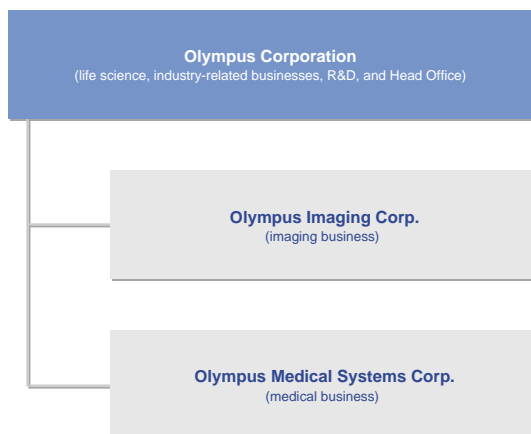 Olympus Corporation
(life science, industry-related businesses, R&D, and Head Office)
Olympus Imaging Corp.
(imaging business)
Olympus Medical Systems Corp.
(medical business)